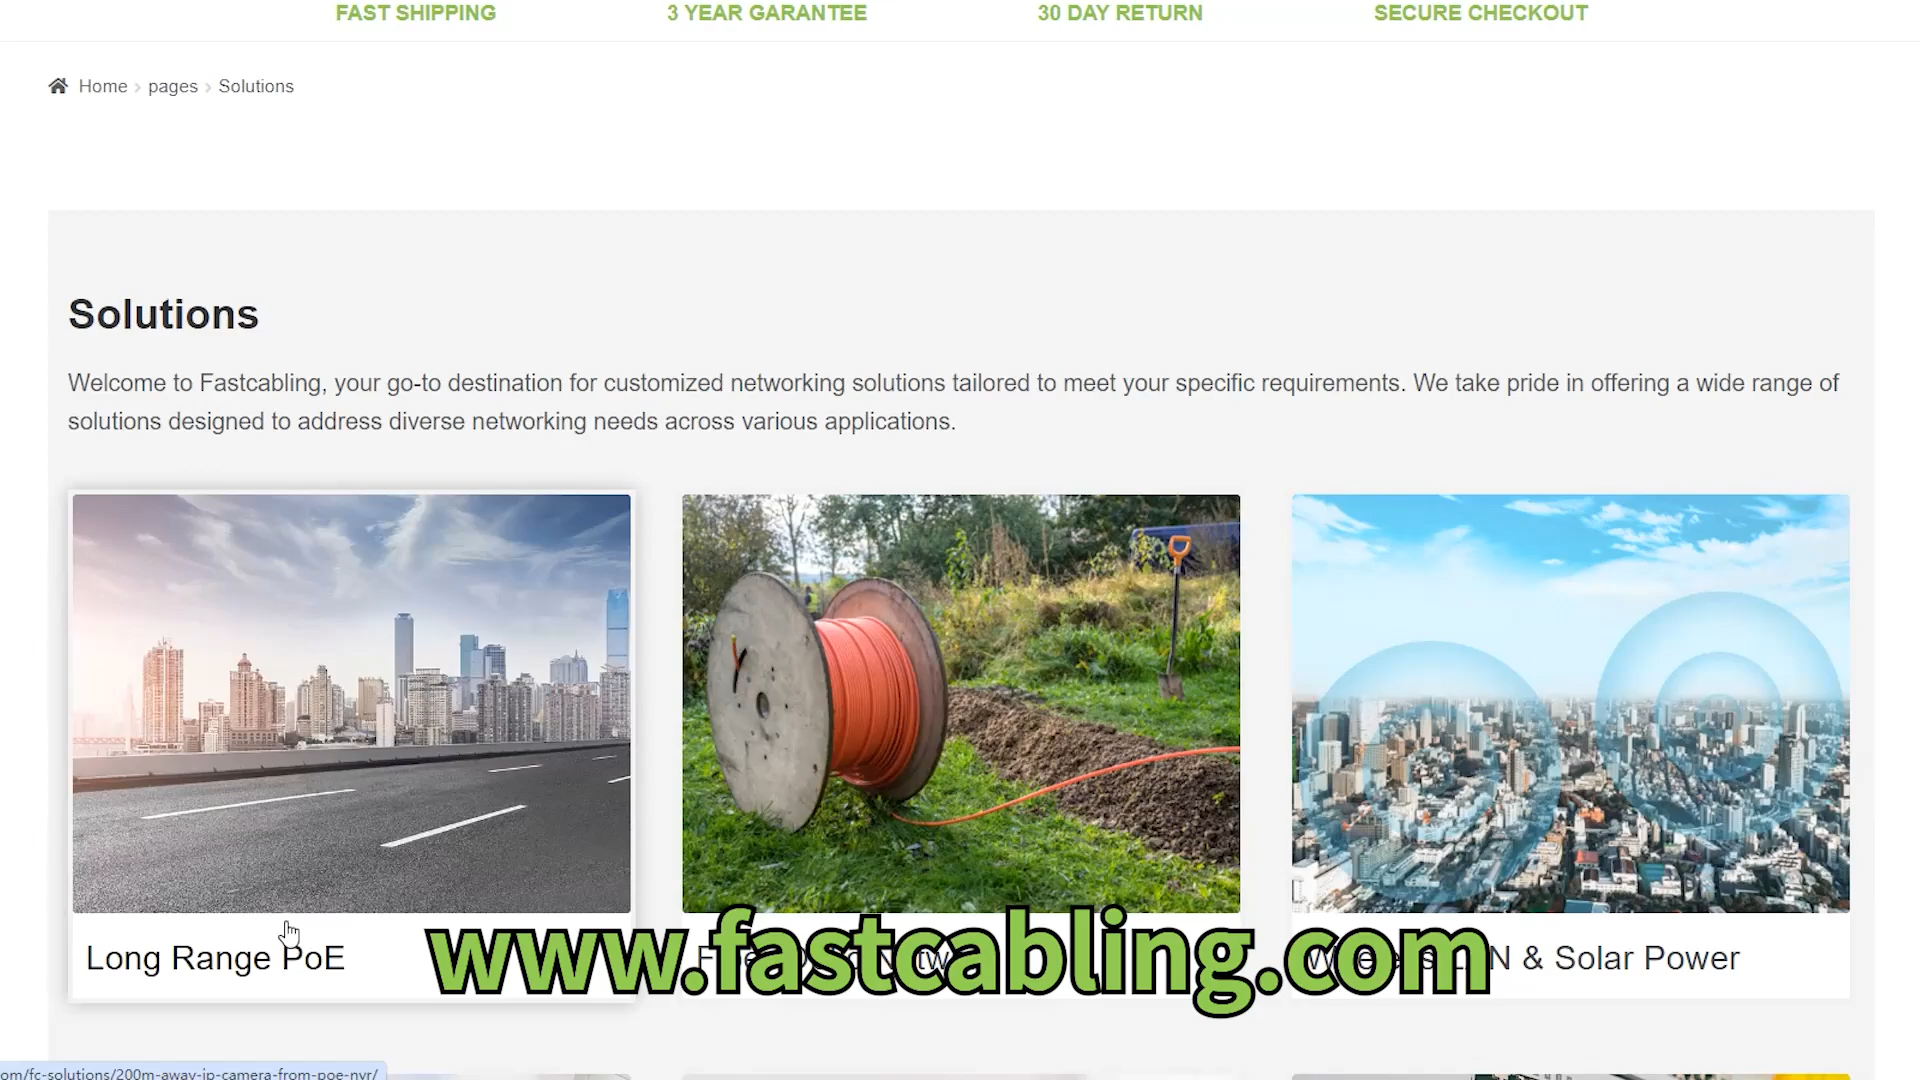 FAST SHIPPING
3 YEAR GARANTEE
30 DAY RETURN
SECURE CHECKOUT
Home › pages › Solutions
Solutions
Welcome to Fastcabling, your go-to destination for customized networking solutions tailored to meet your specific requirements. We take pride in offering a wide range of
solutions designed to address diverse networking needs across various applications.
Long Range PoE
& Solar Power
www.fastcabling.com
om/fc-solutions/200m-away-ip-camera-from-poe-nvr/